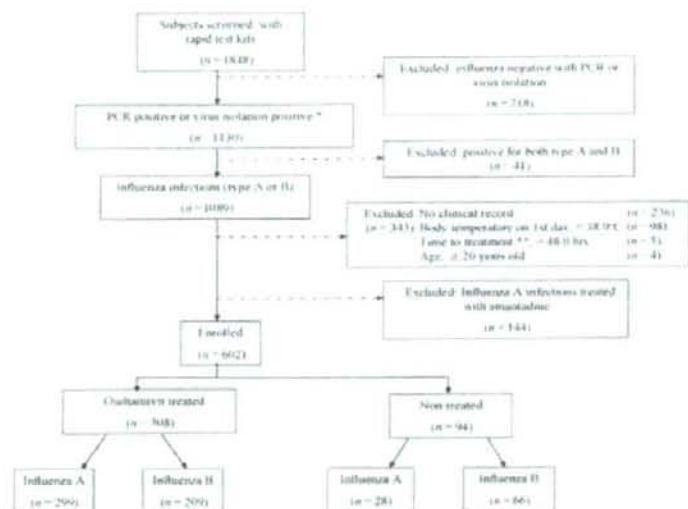 Subjects screened with
rapid test kits
(n = 1848)
Excluded: influenza negative with PCR or
virus isolation
(n = 718)
PCR positive or virus isolation positive *
(n = 1130)
Excluded: positive for both type A and B
(n = 41)
Influenza infections (type A or B)
(n = 1089)
Excluded: No clinical record (n = 236)
(n = 343) Body temperature on 1st day, 38.0 (n = 98)
Time to treatment **, 48.0 hrs (n = 5)
Age, 20 years old (n = 4)
Excluded: Influenza A infections treated
with amantadine
(n = 144)
Enrolled
(n = 602)
Oseltamivir treated
Non treated
(n = 94)
Influenza A
(n = 299)
Influenza B
(n = 209)
Influenza A
(n = 28)
Influenza B
(n = 66)